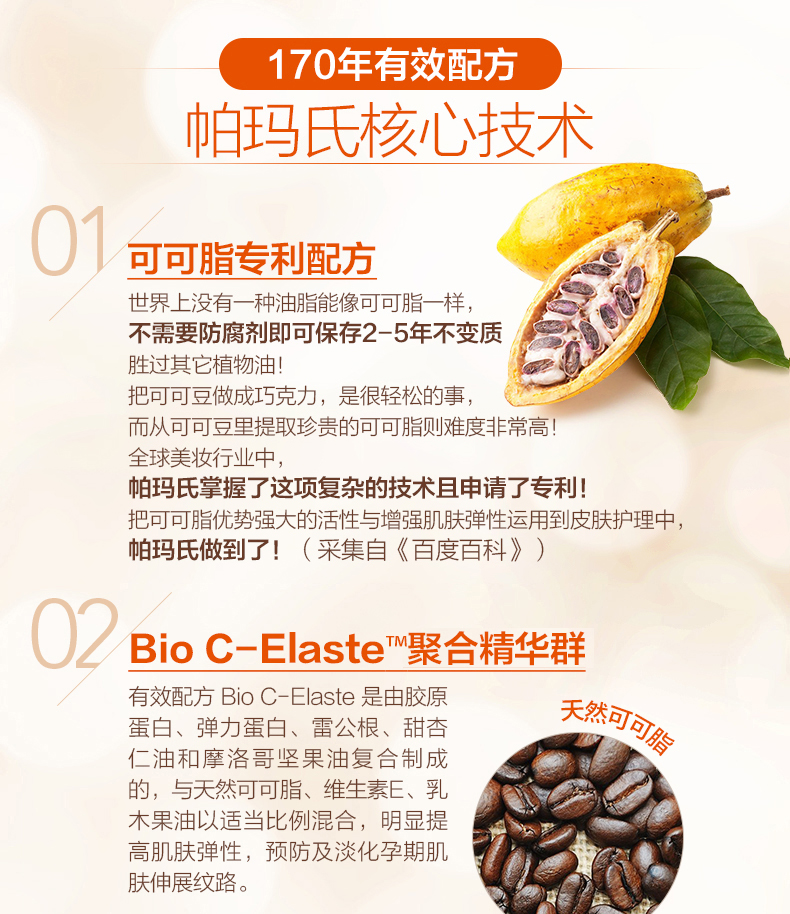 170年有效配方
帕玛氏核心技术
01
可可脂专利配方
世界上没有一种油脂能像可可脂一样，
不需要防腐剂即可保存2-5年不变质
胜过其它植物油！
把可可豆做成巧克力，是很轻松的事，
而从可可豆里提取珍贵的可可脂则难度非常高！
全球美妆行业中，
帕玛氏掌握了这项复杂的技术且申请了专利！
把可可脂优势强大的活性与增强肌肤弹性运用到皮肤护理中，
帕玛氏做到了！（采集自《百度百科》）
02
Bio C-Elaste™聚合精华群
有效配方 Bio C-Elaste 是由胶原
蛋白、弹力蛋白、雷公根、甜杏
仁油和摩洛哥坚果油复合制成
的，与天然可可脂、维生素E、乳
木果油以适当比例混合，明显提
高肌肤弹性，预防及淡化孕期肌
肤伸展纹路。
天然可可脂